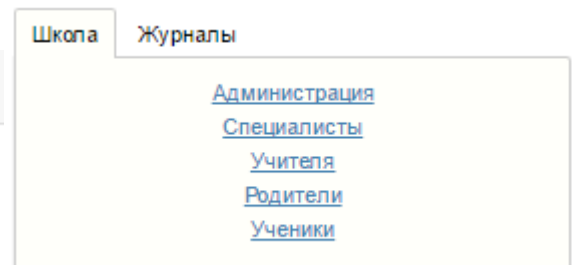 Школа Журналы
Администрация
Специалисты
Учителя
Родители
Ученики